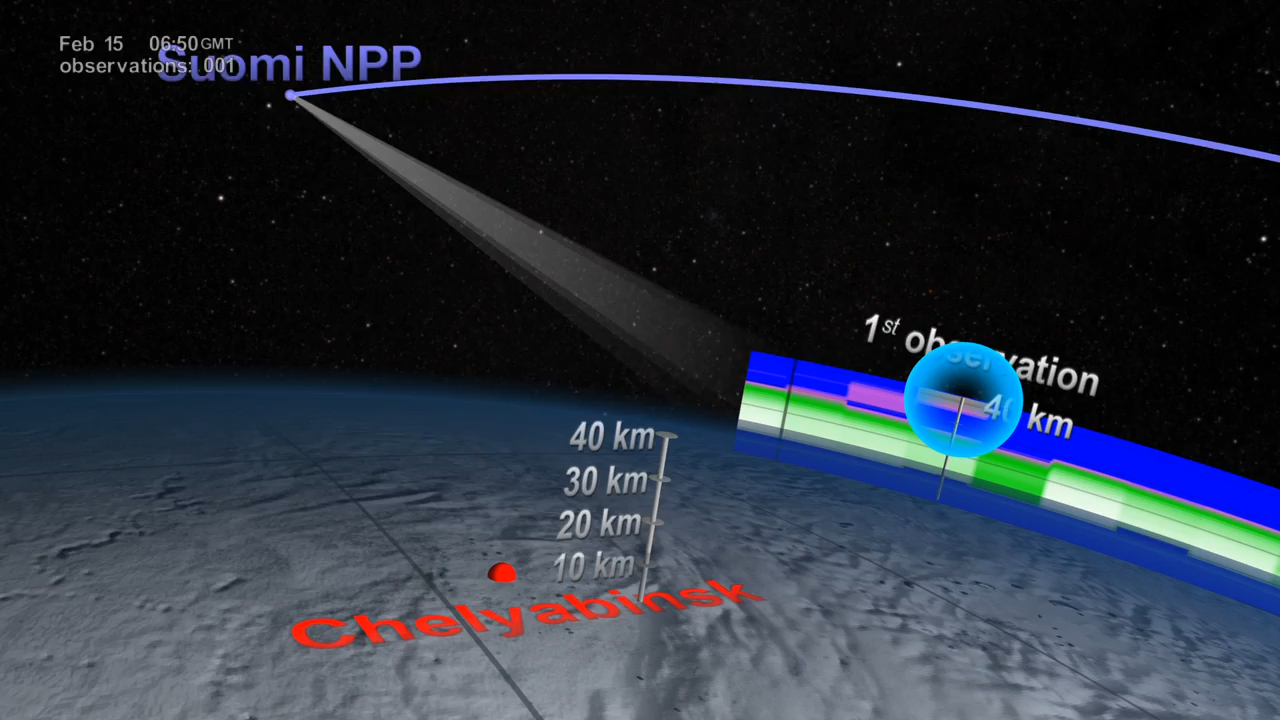 Feb 15 06:50 GMT
observations: 001
Suomi NPP
1st observation
40 km
40 km
30 km
20 km
10 km
Chelyabinsk